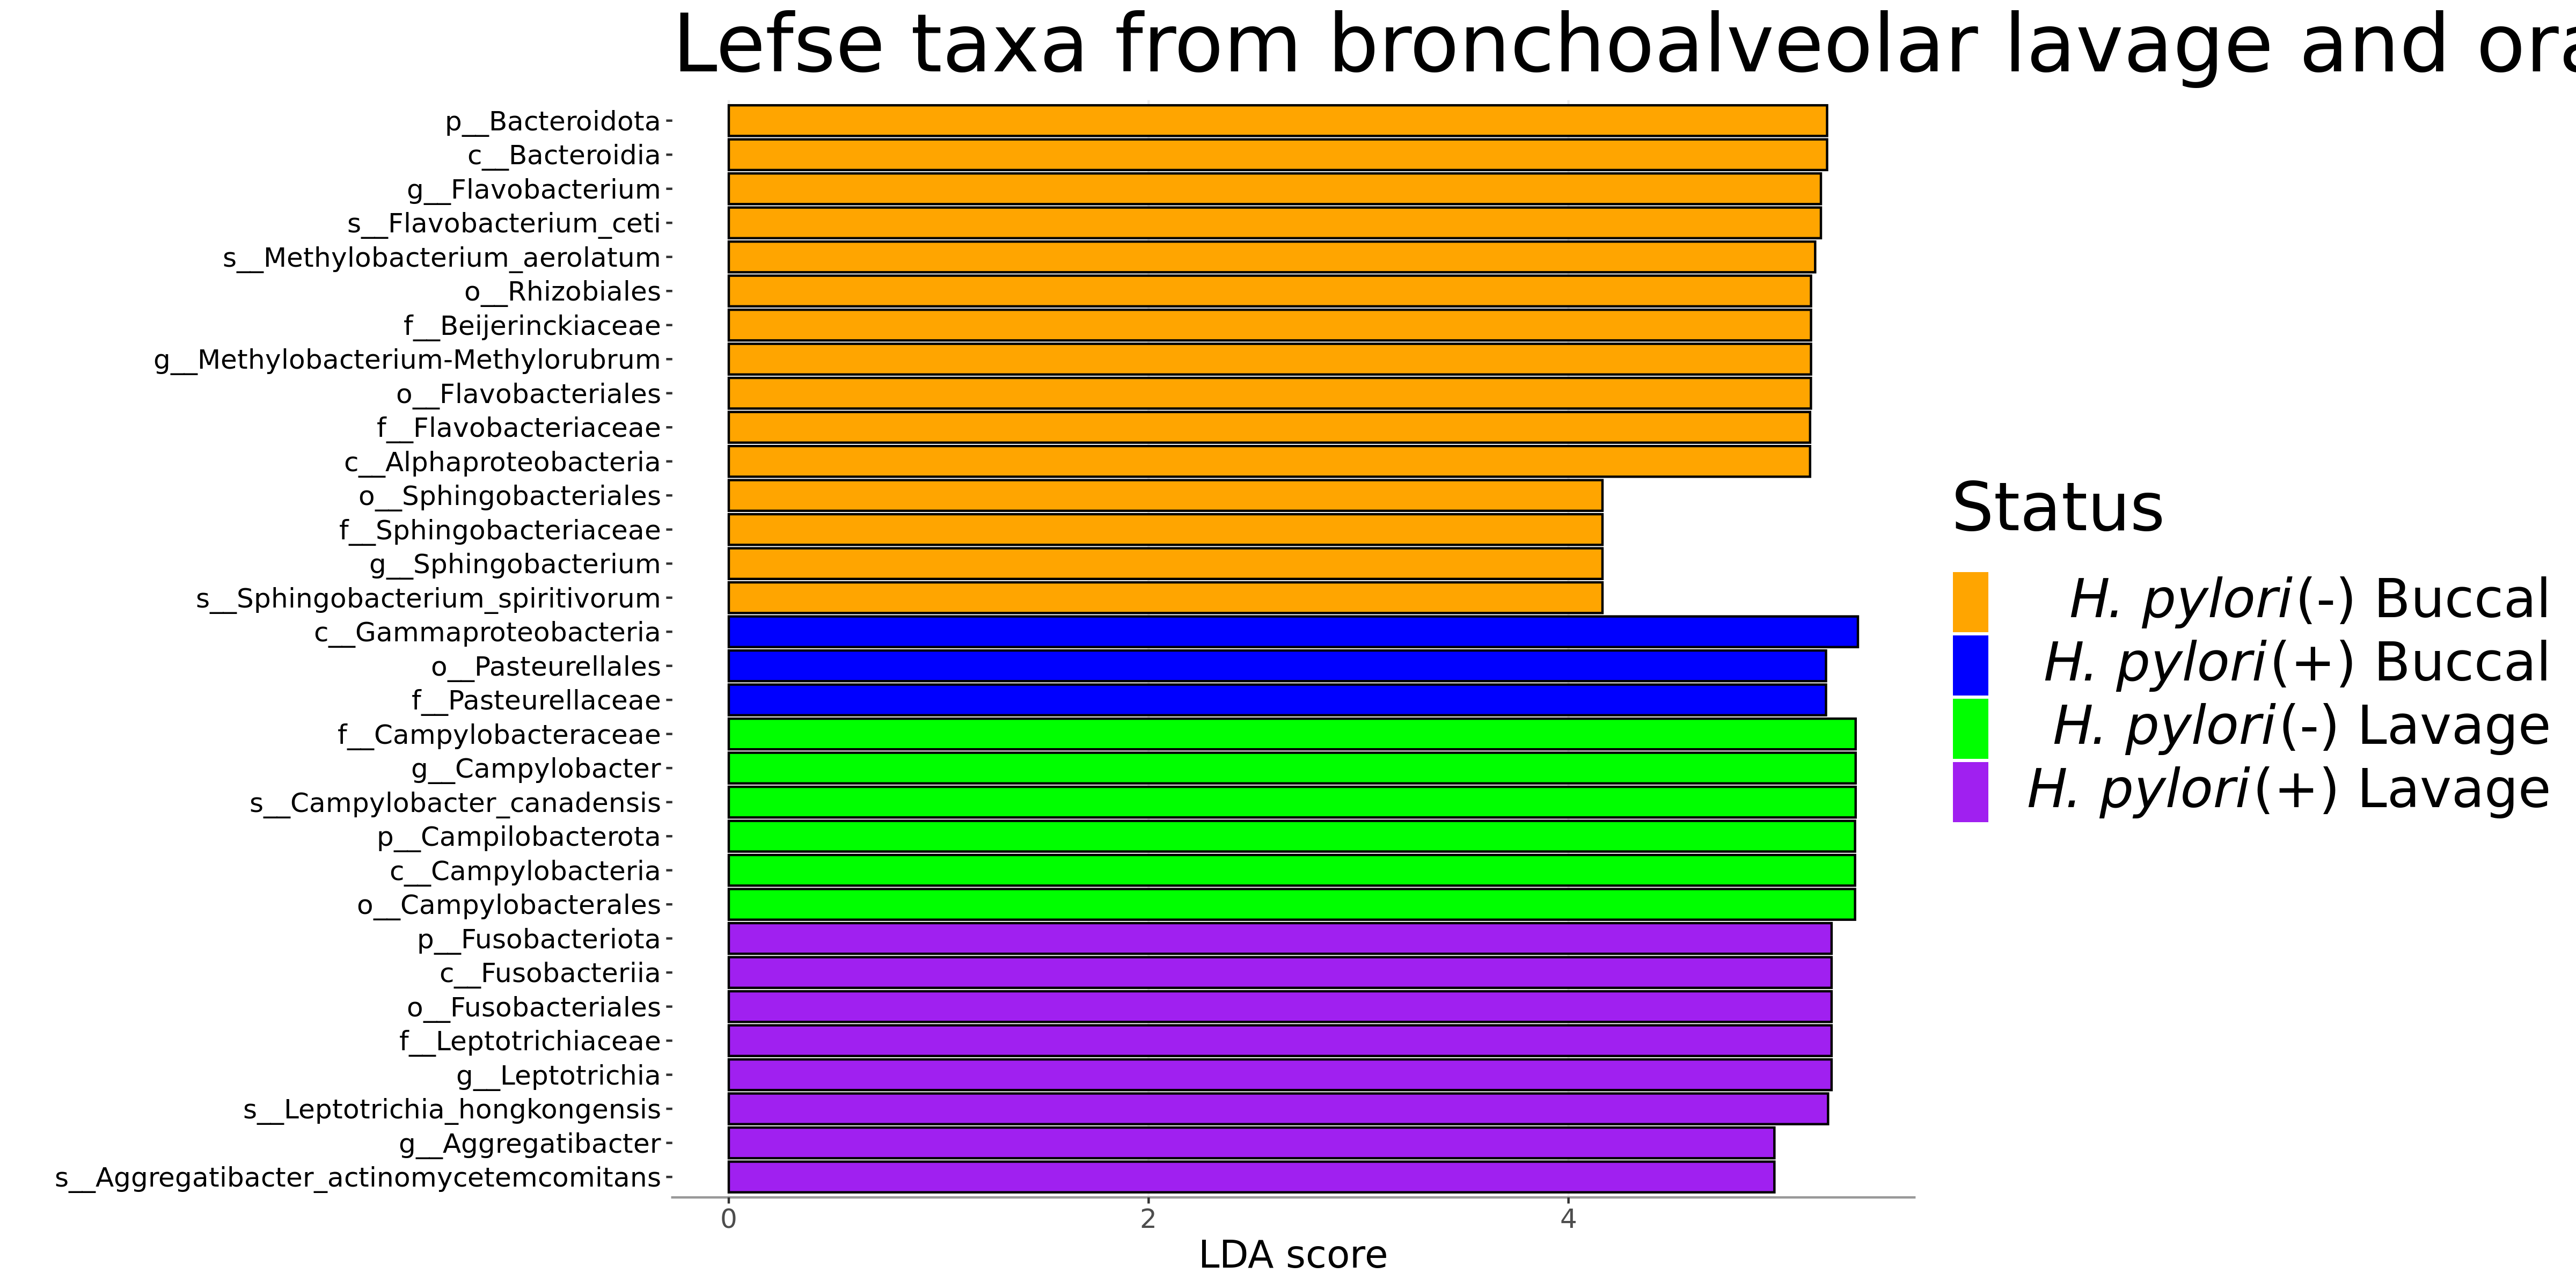 Lefse taxa from bronchoalveolar lavage and ora
p__Bacteroidota
c__Bacteroidia
g__Flavobacterium
s__Flavobacterium_ceti
s__Methylobacterium_aerolatum
o__Rhizobiales
f__Beijerinckiaceae
g__Methylobacterium-Methylorubrum
o__Flavobacteriales
f__Flavobacteriaceae
c__Alphaproteobacteria
o__Sphingobacteriales
f__Sphingobacteriaceae
g__Sphingobacterium
s__Sphingobacterium_spiritivorum
c__Gammaproteobacteria
o__Pasteurellales
f__Pasteurellaceae
f__Campylobacteraceae
g__Campylobacter
s__Campylobacter_canadensis
p__Campilobacterota
c__Campylobacteria
o__Campylobacterales
p__Fusobacteriota
c__Fusobacteriia
o__Fusobacteriales
f__Leptotrichiaceae
g__Leptotrichia
s__Leptotrichia_hongkongensis
g__Aggregatibacter
s__Aggregatibacter_actinomycetemcomitans
0 2 4
LDA score
Status
H. pylori(-) Buccal
H. pylori(+) Buccal
H. pylori(-) Lavage
H. pylori(+) Lavage